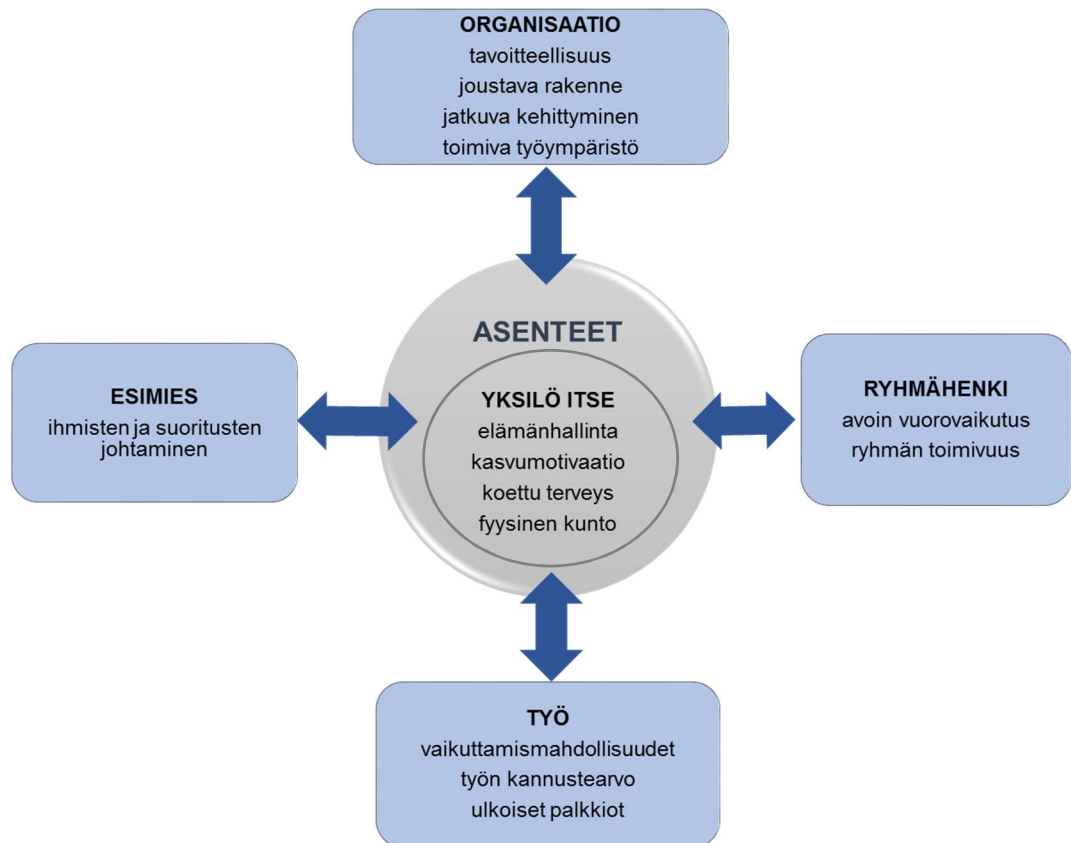 ORGANISAATIO
tavoitteellisuus
joustava rakenne
jatkuva kehittyminen
toimiva työympäristö
ASENTEET
ESIMIES
ihmisten ja suoritusten
johtaminen
YKSILÖ ITSE
elämänhallinta
kasvumotivaatio
koettu terveys
fyysinen kunto
RYHMÄHENKI
avoin vuorovaikutus
ryhmän toimivuus
TYÖ
vaikuttamismahdollisuudet
työn kannustearvo
ulkoiset palkkiot